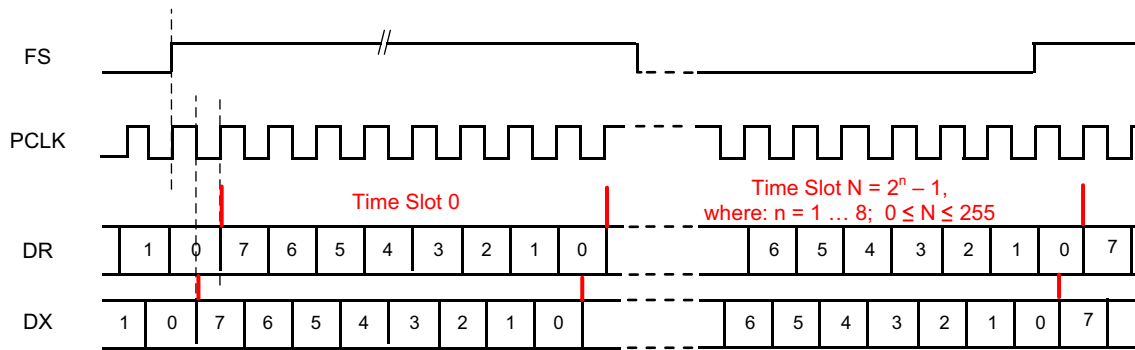 FS
PCLK
Time Slot 0
Time Slot N = 2ⁿ – 1,
where: n = 1 … 8; 0 ≤ N ≤ 255
DR 1 0 7 6 5 4 3 2 1 0 6 5 4 3 2 1 0 7
DX 1 0 7 6 5 4 3 2 1 0 6 5 4 3 2 1 0 7